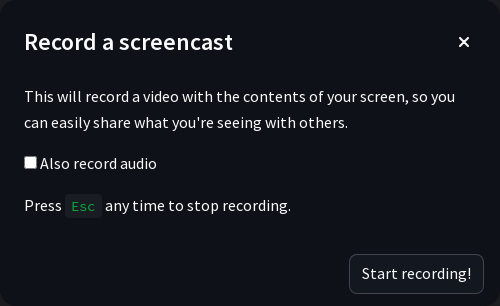 Record a screencast
This will record a video with the contents of your screen, so you
can easily share what you're seeing with others.
Also record audio
Press Esc any time to stop recording.
Start recording!